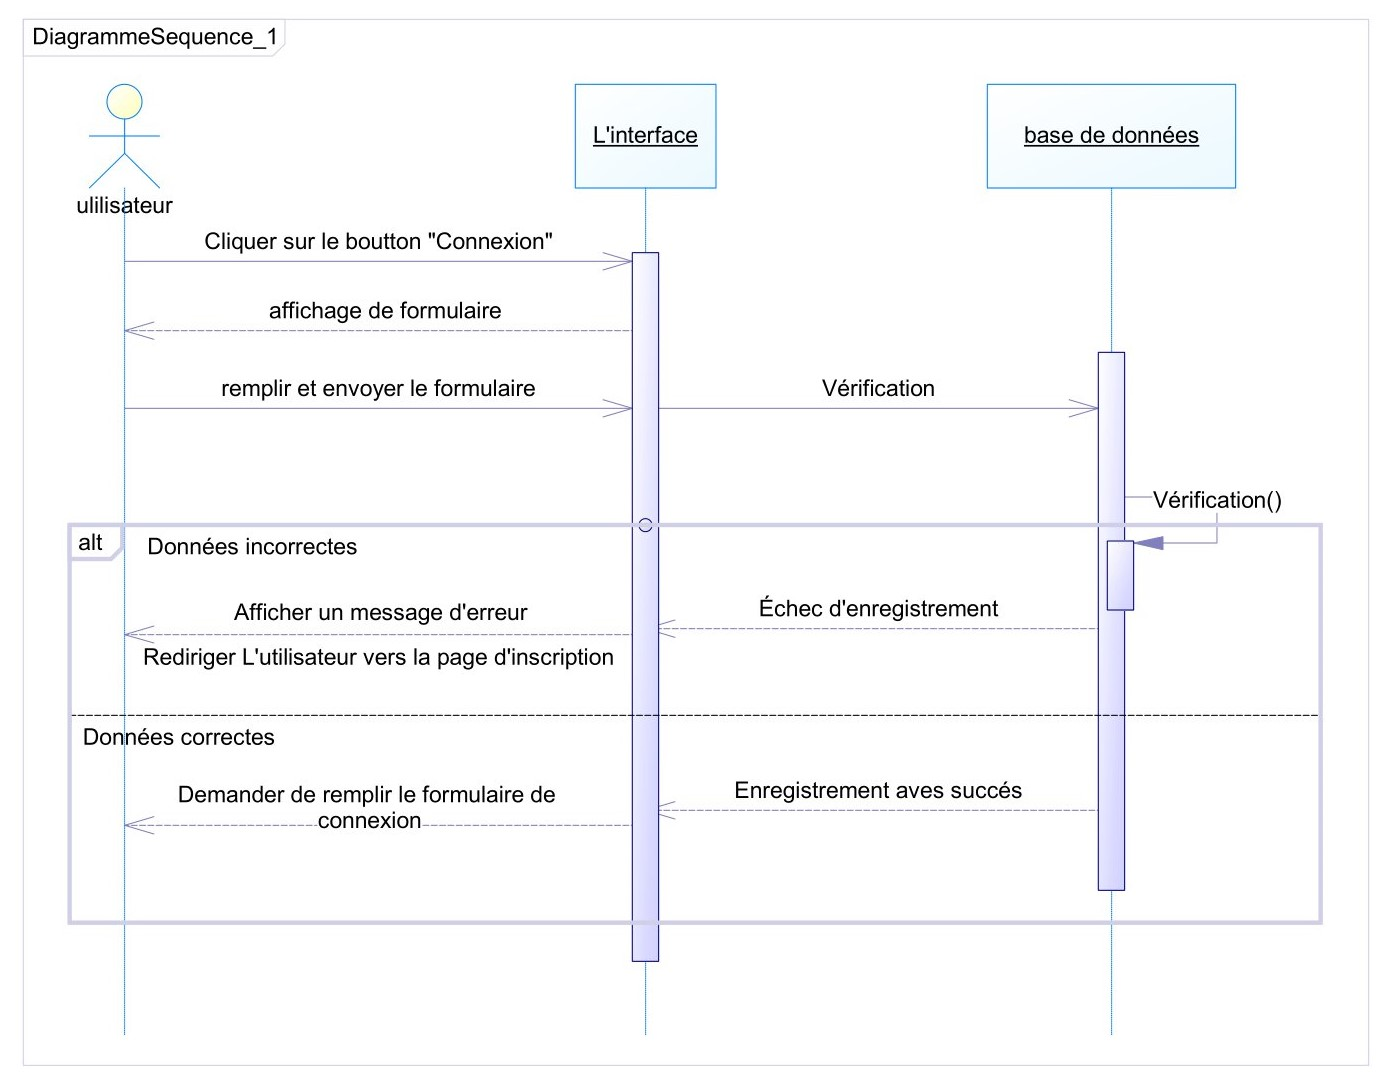 DiagrammeSequence_1
ulilisateur
L'interface
base de données
Cliquer sur le boutton "Connexion"
affichage de formulaire
remplir et envoyer le formulaire
Vérification
Vérification()
alt
Données incorrectes
Échec d'enregistrement
Afficher un message d'erreur
Rediriger L'utilisateur vers la page d'inscription
Données correctes
Enregistrement aves succés
Demander de remplir le formulaire de
connexion